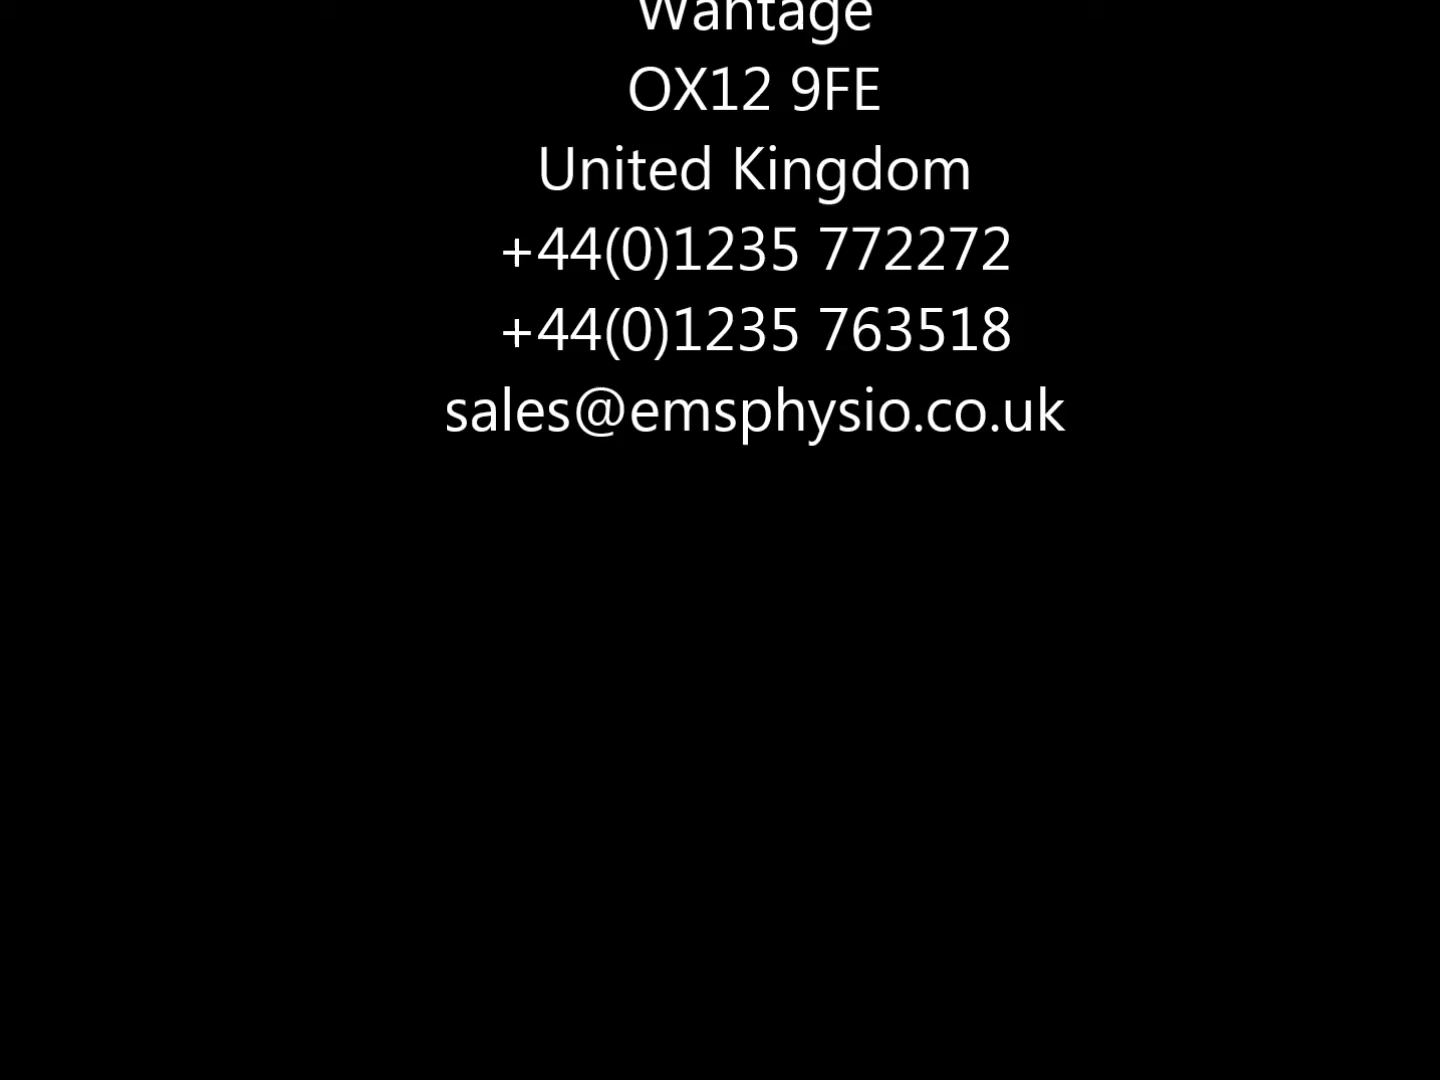 Wantage
OX12 9FE
United Kingdom
+44(0)1235 772272
+44(0)1235 763518
sales@emsphysio.co.uk